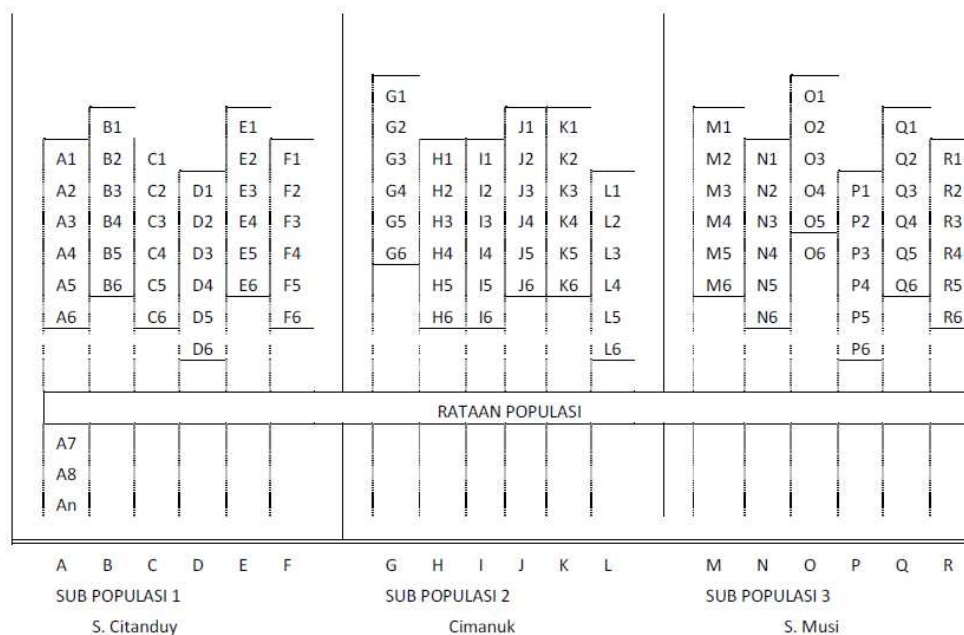 G1 O1
B1 E1 G2 J1 K1 M1 O2 Q1
A1 B2 C1 E2 F1 G3 H1 I1 J2 K2 M2 N1 O3 Q2 R1
A2 B3 C2 D1 E3 F2 G4 H2 I2 J3 K3 L1 M3 N2 O4 P1 Q3 R2
A3 B4 C3 D2 E4 F3 G5 H3 I3 J4 K4 L2 M4 N3 O5 P2 Q4 R3
A4 B5 C4 D3 E5 F4 G6 H4 I4 J5 K5 L3 M5 N4 O6 P3 Q5 R4
A5 B6 C5 D4 E6 F5 H5 I5 J6 K6 L4 M6 N5 P4 Q6 R5
A6 C6 D5 F6 H6 I6 L5 N6 P5 R6
D6 L6 P6
RATAAN POPULASI
A7
A8
An
A B C D E F G H I J K L M N O P Q R
SUB POPULASI 1 SUB POPULASI 2 SUB POPULASI 3
S. Citanduy Cimanuk S. Musi